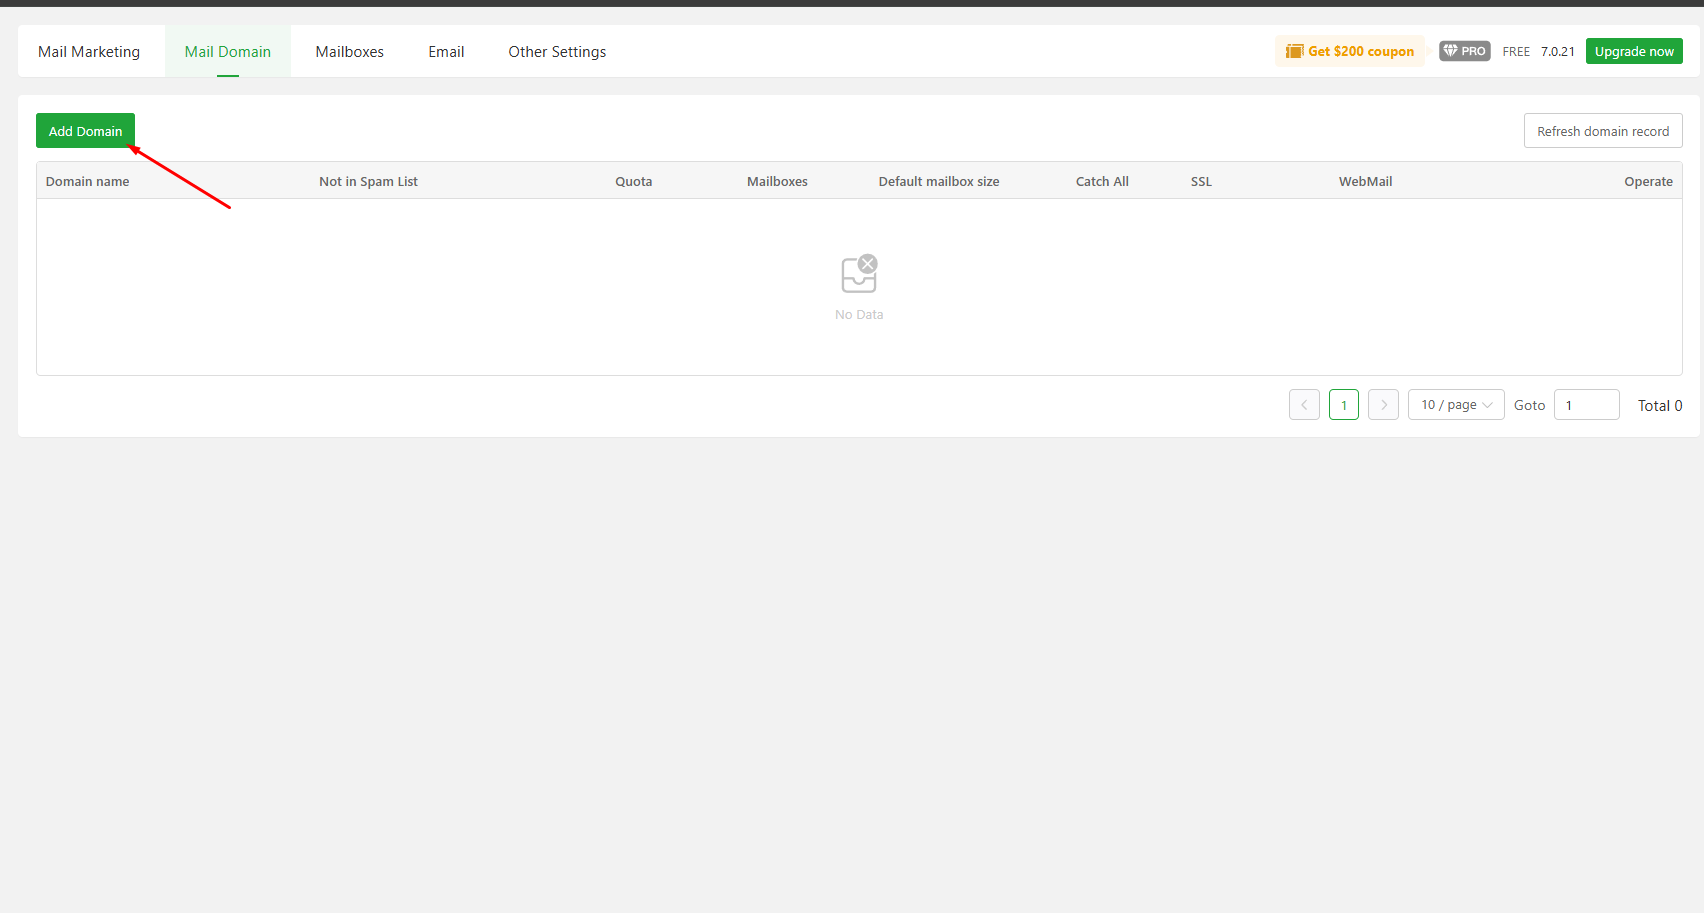 Mail Marketing Mail Domain Mailboxes Email Other Settings Get $200 coupon PRO FREE 7.0.21 Upgrade now
Add Domain Refresh domain record
Domain name Not in Spam List Quota Mailboxes Default mailbox size Catch All SSL WebMail Operate
No Data
1 10 / page Goto 1 Total 0